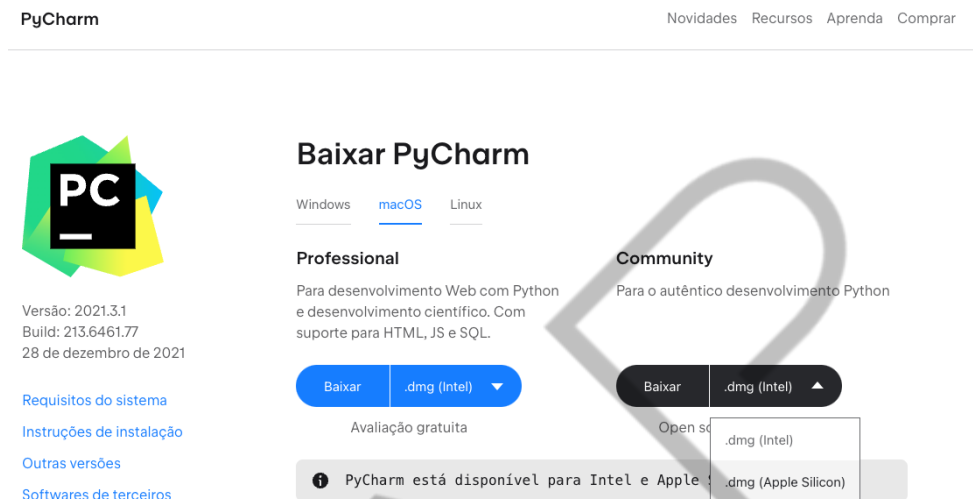 PyCharm
Novidades Recursos Aprenda Comprar
PC
Baixar PyCharm
Windows macOS Linux
Professional
Para desenvolvimento Web com Python
e desenvolvimento científico. Com
suporte para HTML, JS e SQL.
Baixar .dmg (Intel)
Avaliação gratuita
Community
Para o autêntico desenvolvimento Python
Baixar .dmg (Intel)
Open
.dmg (Intel)
.dmg (Apple Silicon)
Versão: 2021.3.1
Build: 213.6461.77
28 de dezembro de 2021
Requisitos do sistema
Instruções de instalação
Outras versões
Softwares de terceiros
PyCharm está disponível para Intel e Apple